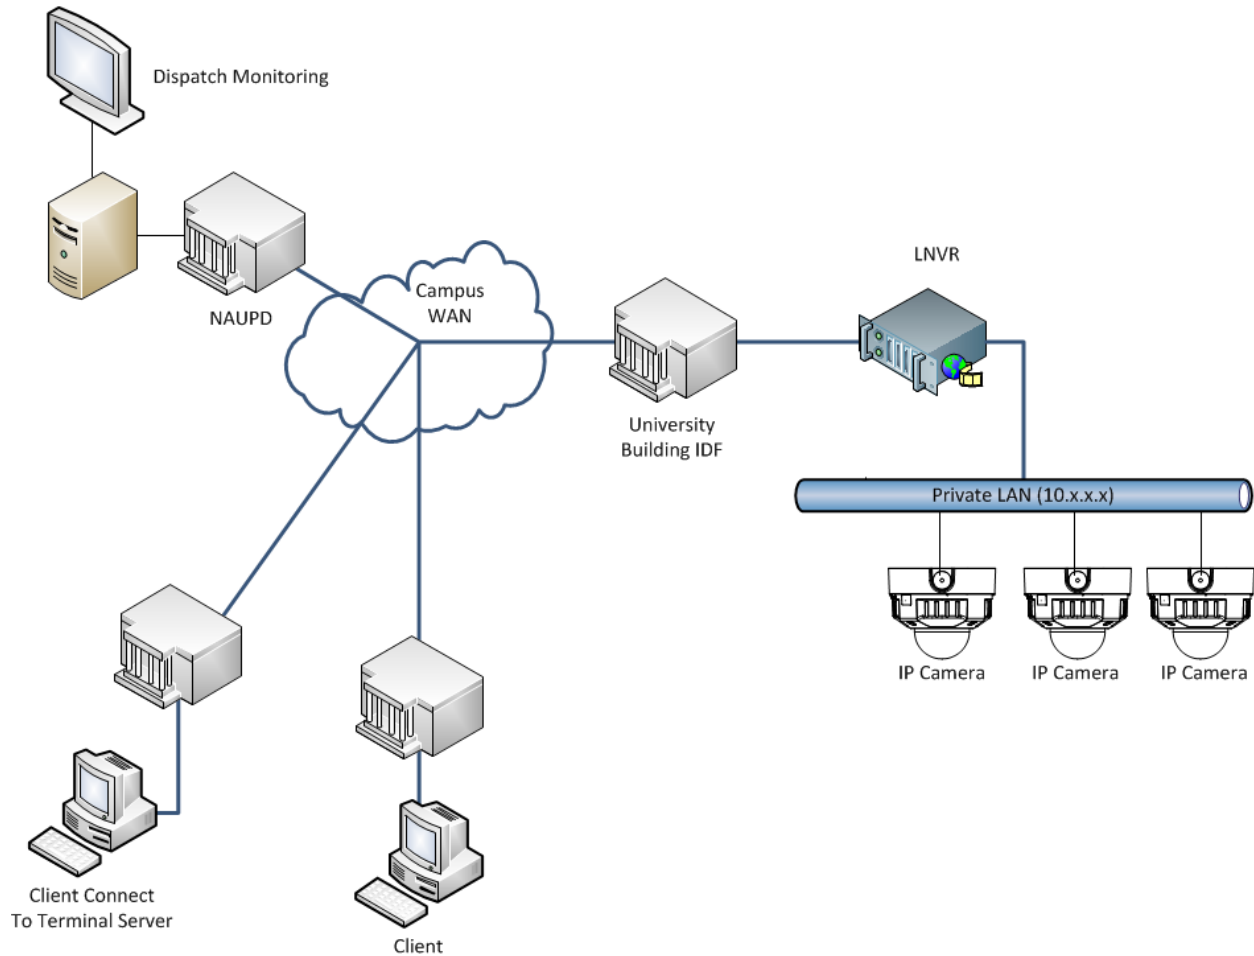 Dispatch Monitoring
NAUPD
Campus
WAN
LNVR
University
Building IDF
Private LAN (10.x.x.x)
IP Camera
IP Camera
IP Camera
Client Connect
To Terminal Server
Client